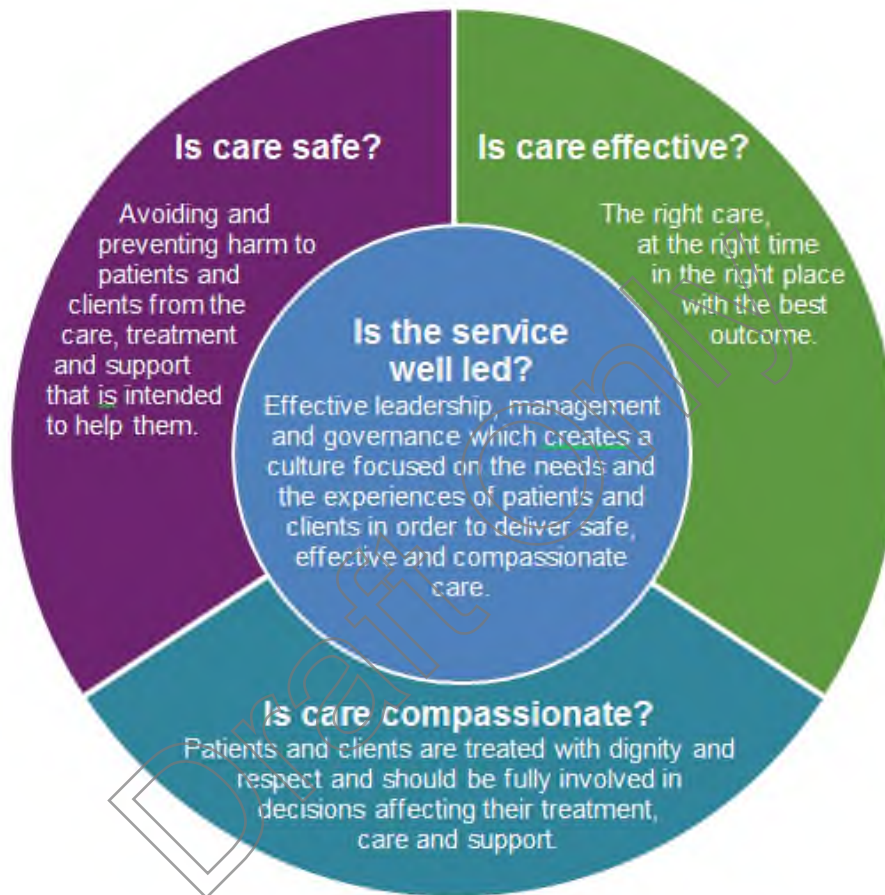 Is care safe?
Avoiding and
preventing harm to
patients and
clients from the
care, treatment
and support
that is intended
to help them.
Is care effective?
The right care,
at the right time
in the right place
with the best
outcome.
Is the service
well led?
Effective leadership, management
and governance which creates a
culture focused on the needs and
the experiences of patients and
clients in order to deliver safe,
effective and compassionate
care.
Is care compassionate?
Patients and clients are treated with dignity and
respect and should be fully involved in
decisions affecting their treatment,
care and support.
Draft Only